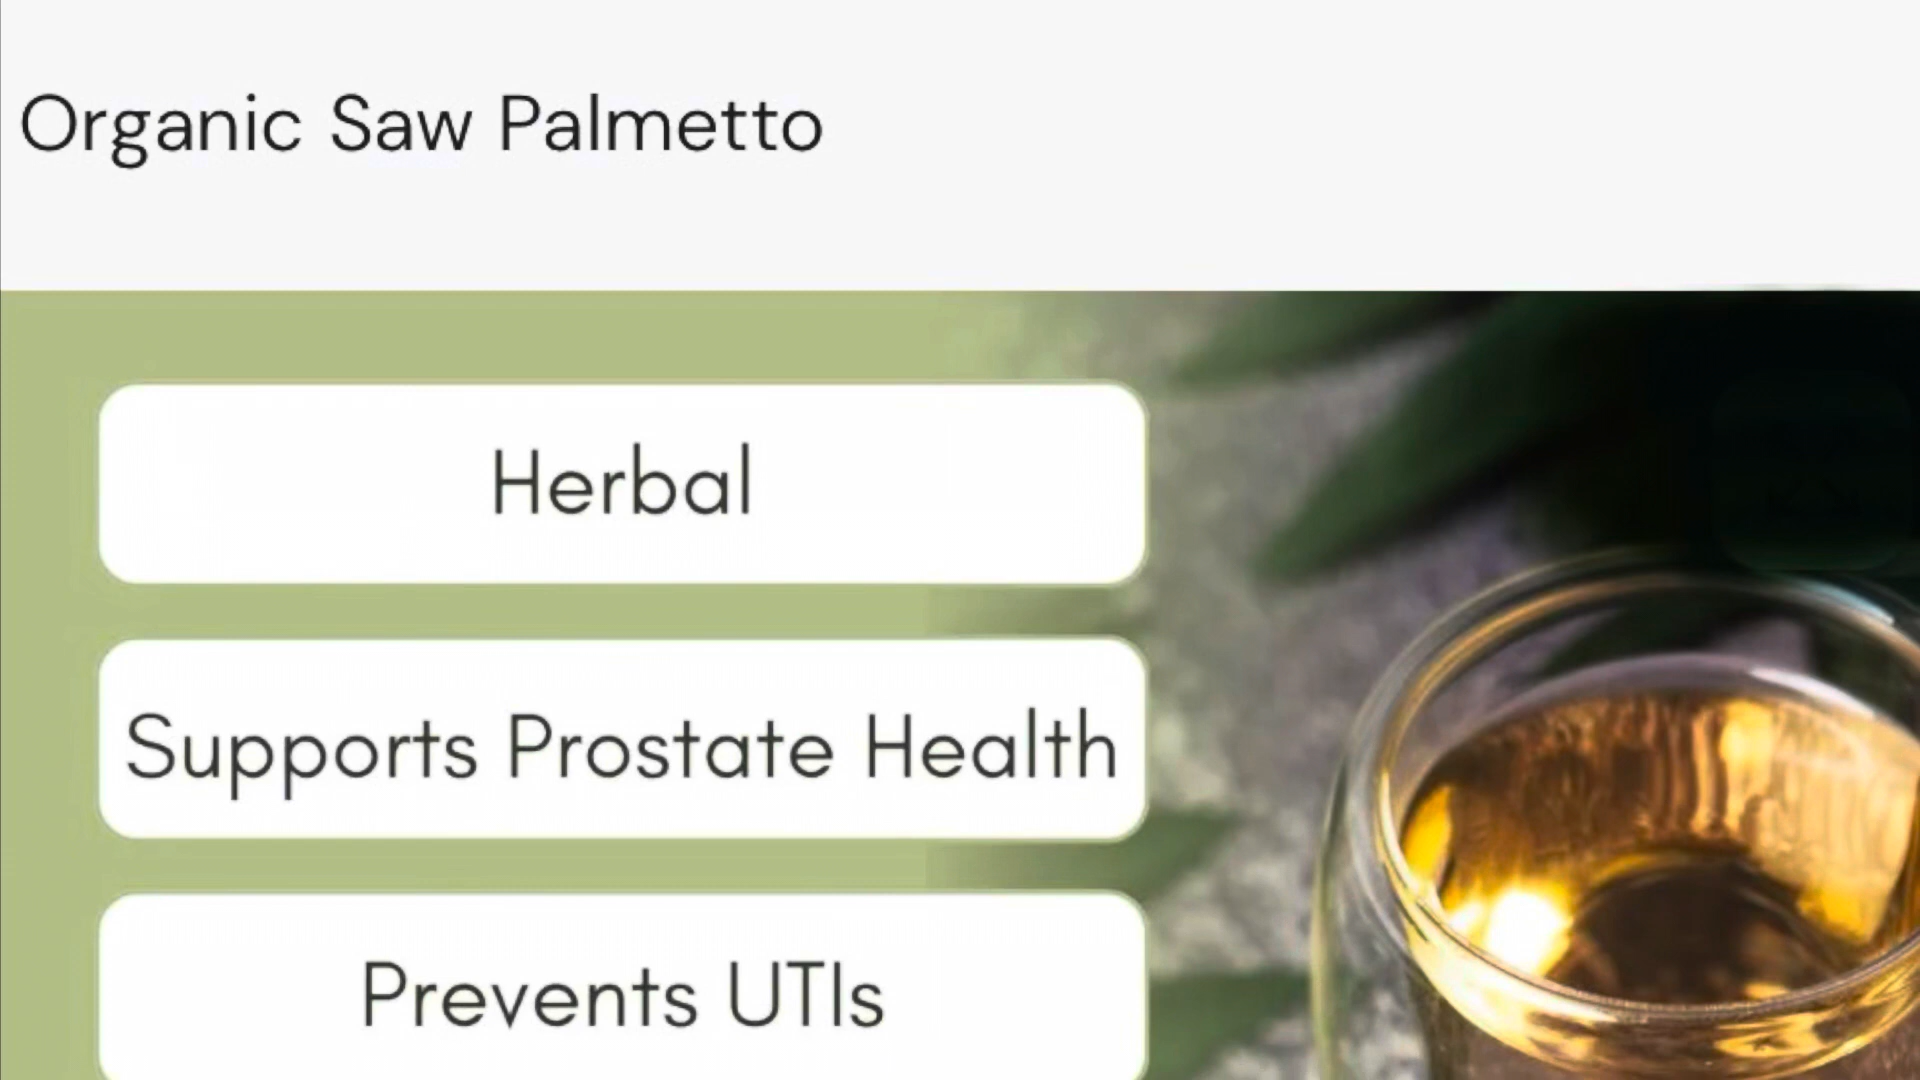 Organic Saw Palmetto
Herbal
Supports Prostate Health
Prevents UTIs